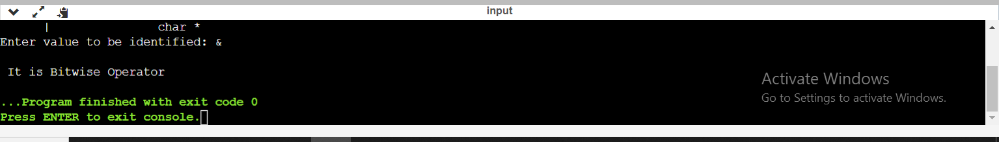 input
| char *
Enter value to be identified: &
It is Bitwise Operator
...Program finished with exit code 0
Press ENTER to exit console.
Activate Windows
Go to Settings to activate Windows.